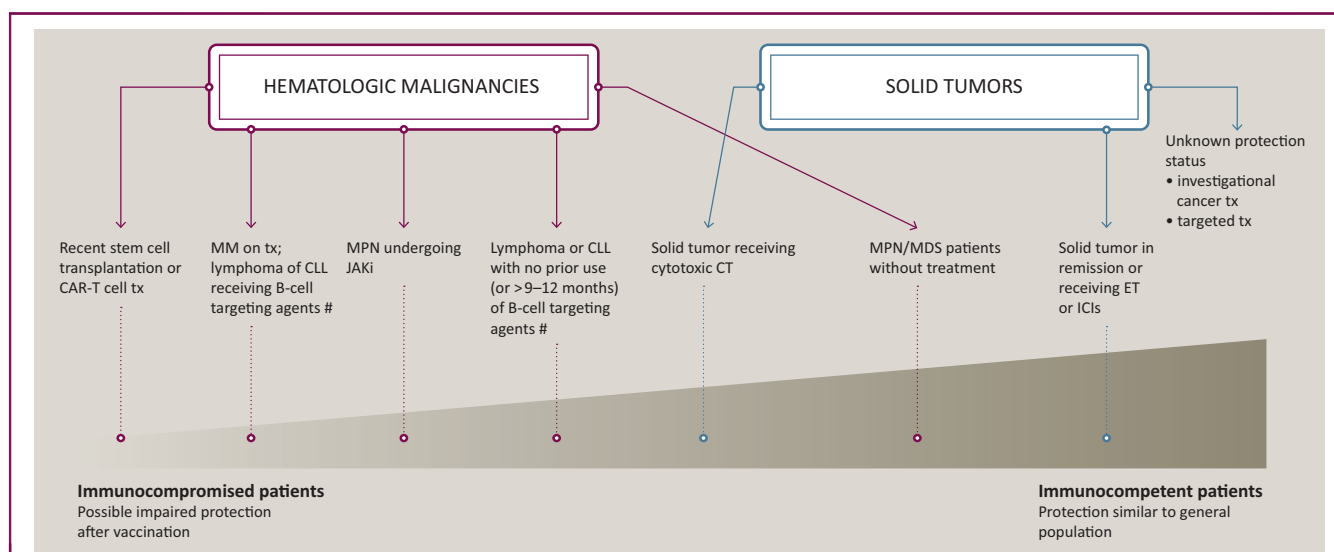 HEMATOLOGIC MALIGNANCIES
SOLID TUMORS
Unknown protection
status
• investigational
cancer tx
• targeted tx
Recent stem cell
transplantation or
CAR-T cell tx
MM on tx;
lymphoma of CLL
receiving B-cell
targeting agents #
MPN undergoing
JAKi
Lymphoma or CLL
with no prior use
(or >9–12 months)
of B-cell targeting
agents #
Solid tumor receiving
cytotoxic CT
MPN/MDS patients
without treatment
Solid tumor in
remission or
receiving ET
or ICIs
Immunocompromised patients
Possible impaired protection
after vaccination
Immunocompetent patients
Protection similar to general
population